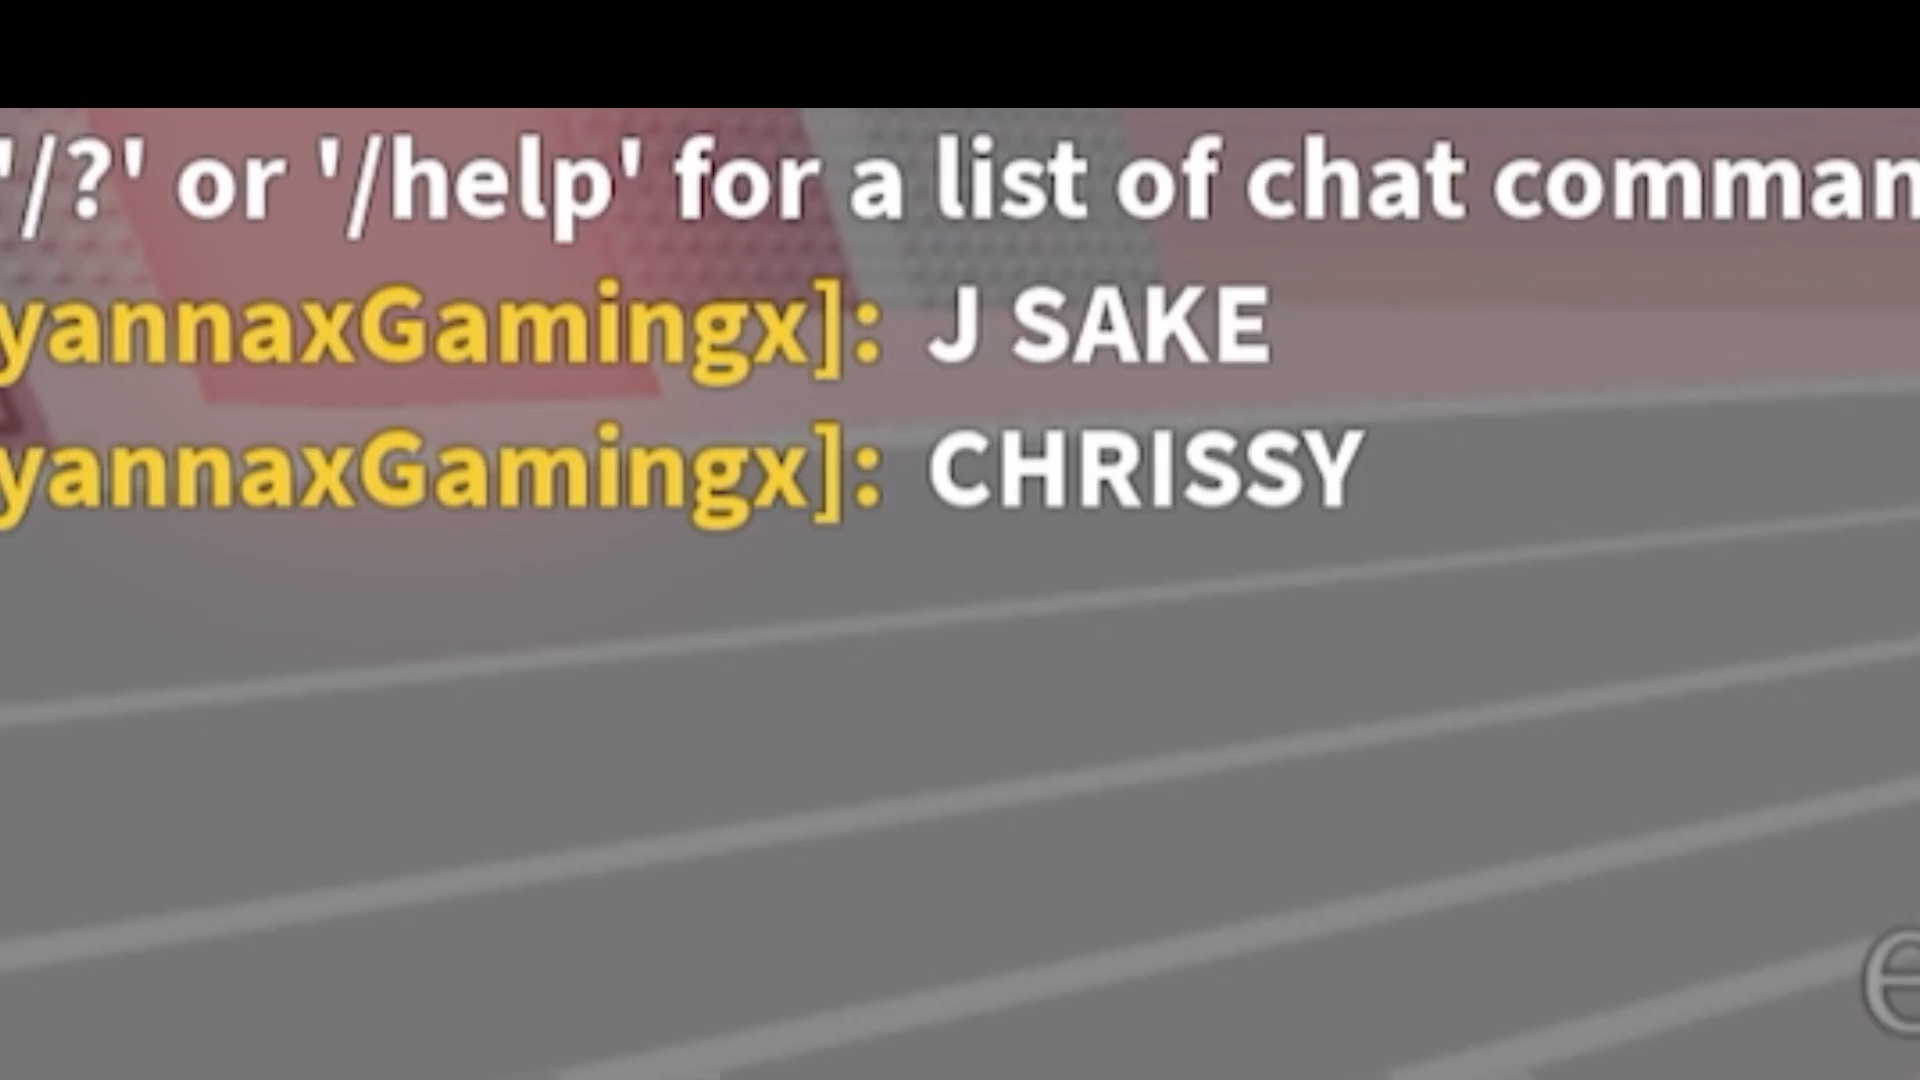 '/?' or '/help' for a list of chat comman
yannaxGamingx]: J SAKE
yannaxGamingx]: CHRISSY
e